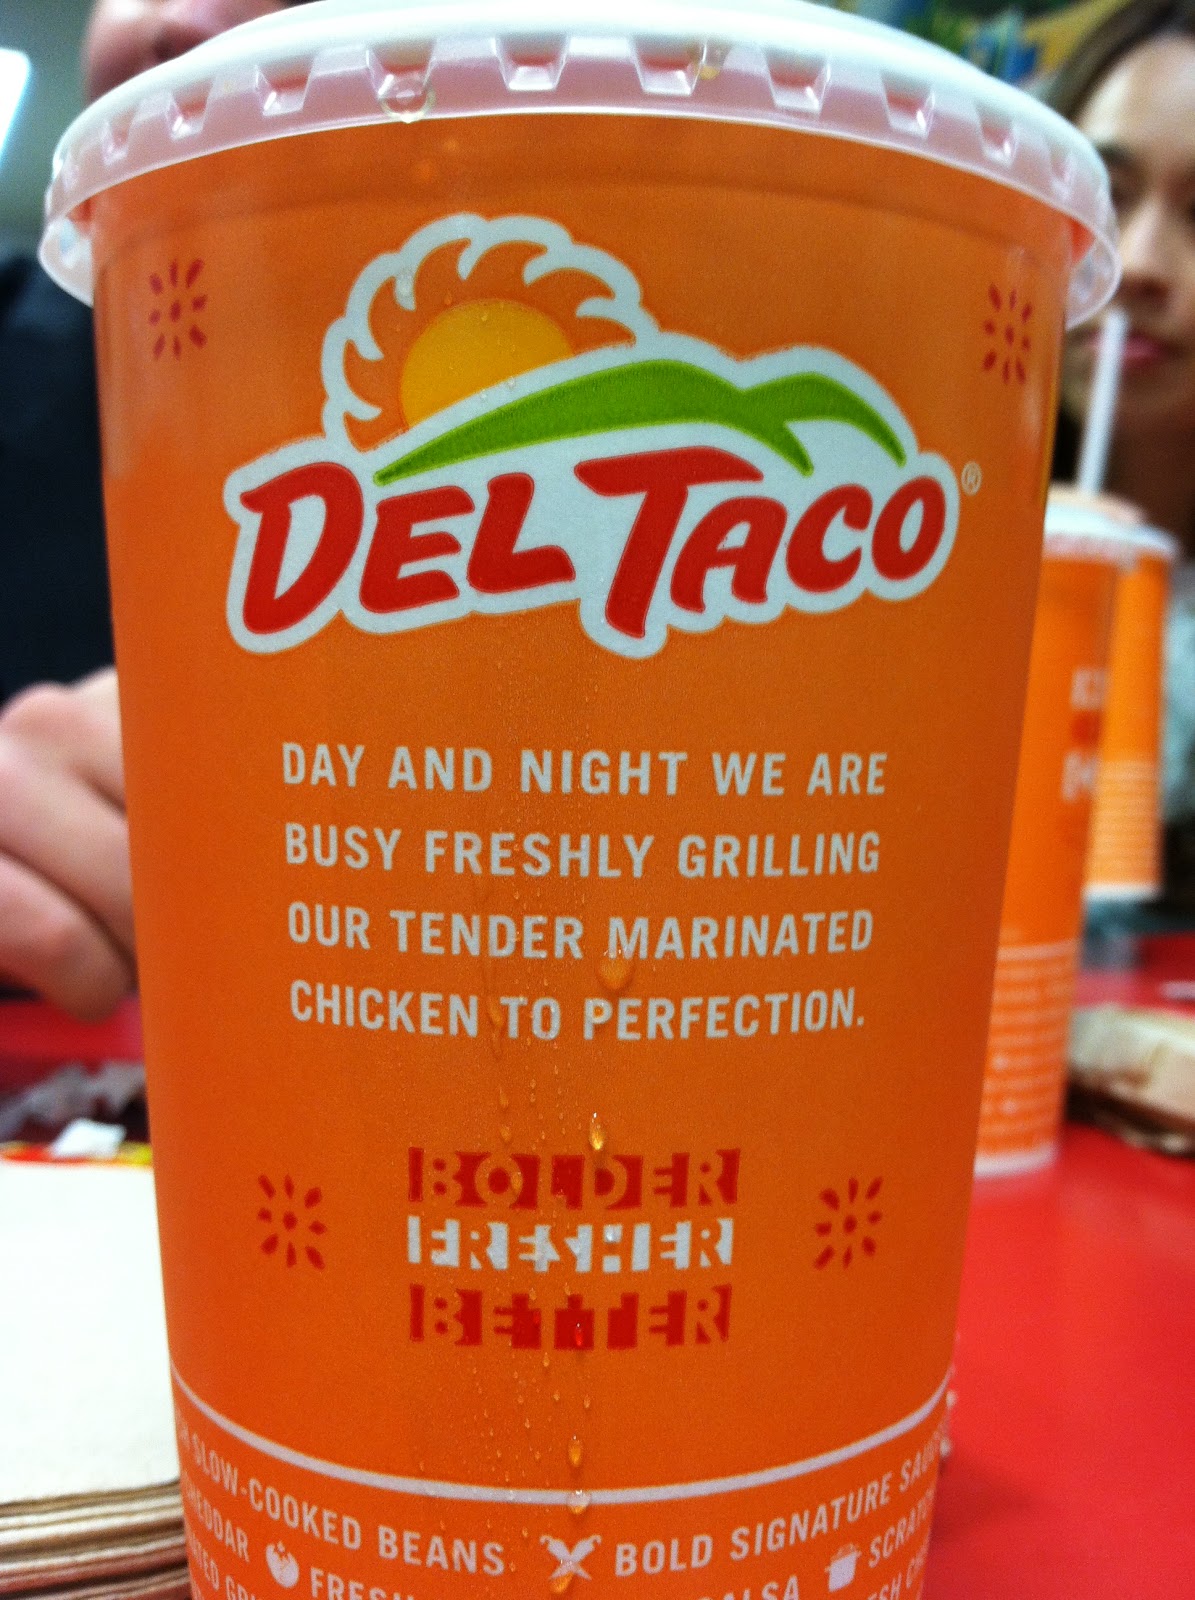 DEL TACO®
DAY AND NIGHT WE ARE
BUSY FRESHLY GRILLING
OUR TENDER MARINATED
CHICKEN TO PERFECTION.
BOLDER
FRESHER
BETTER
SLOW-COOKED BEANS BOLD SIGNATURE